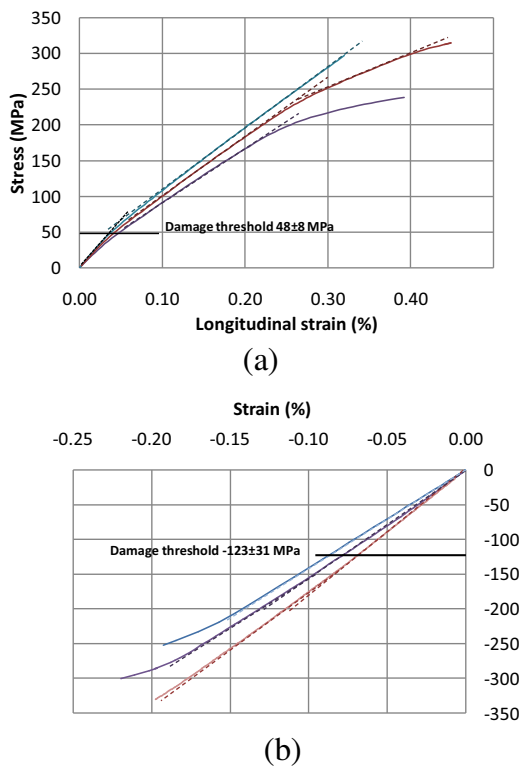 350
300
250
200
150
100
50
0
Stress (MPa)
Damage threshold 48±8 MPa
0.00 0.10 0.20 0.30 0.40
Longitudinal strain (%)
(a)
Strain (%)
-0.25 -0.20 -0.15 -0.10 -0.05 0.00
0
-50
-100
Damage threshold -123±31 MPa
-150
-200
-250
-300
-350
(b)